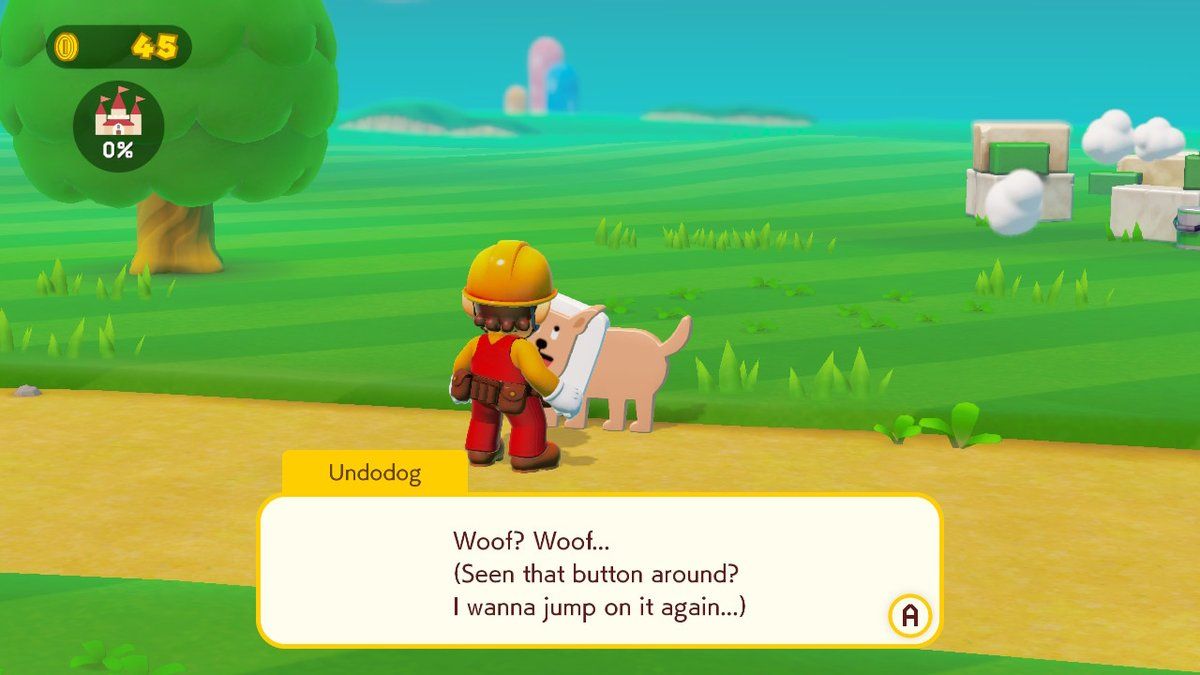 45
0%
Undodog
Woof? Woof...
(Seen that button around?
I wanna jump on it again...)
A